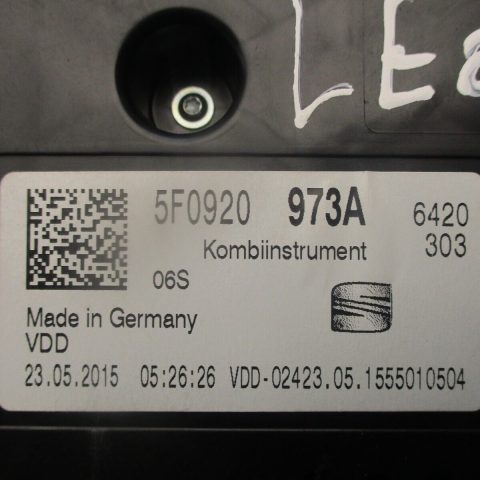 LE
5F0920 973A 6420
Kombiinstrument 303
06S
Made in Germany
VDD
23.05.2015 05:26:26 VDD-02423.05.1555010504